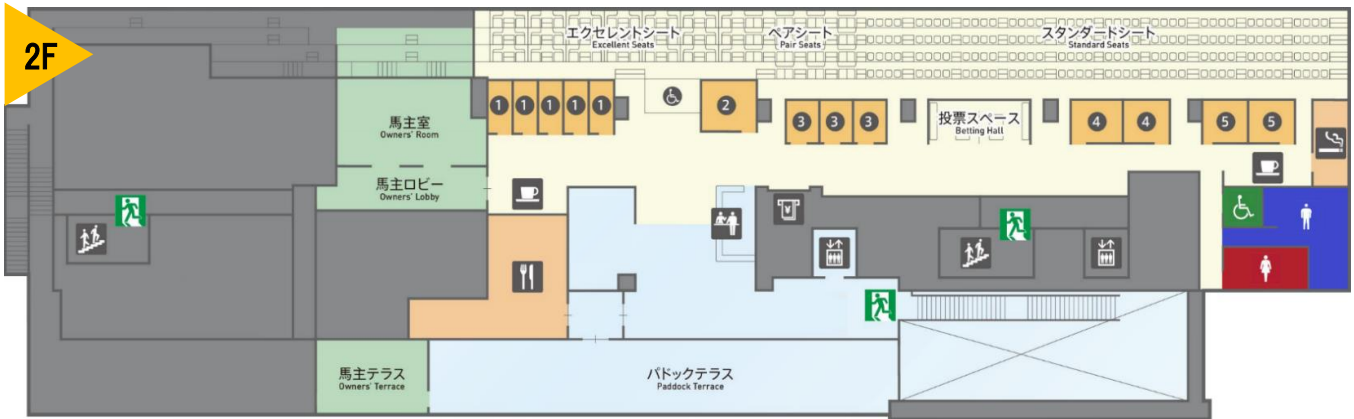 2F
エクセレントシート
Excellent Seats
ペアシート
Pair Seats
スタンダードシート
Standard Seats
1 1 1 1 1
2
3 3 3
投票スペース
Betting Hall
4 4
5 5
馬主室
Owners' Room
馬主ロビー
Owners' Lobby
¥
馬主テラス
Owners' Terrace
パドックテラス
Paddock Terrace